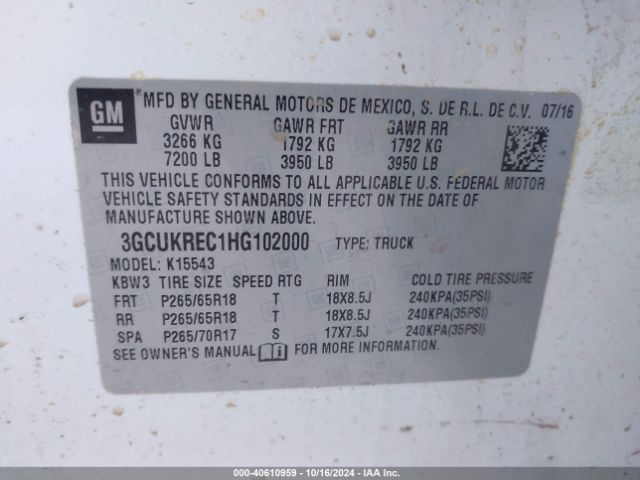 GM
MFD BY GENERAL MOTORS DE MEXICO, S. DE R.L. DE C.V. 07/16
GVWR GAWR FRT GAWR RR
3266 KG 1792 KG 1792 KG
7200 LB 3950 LB 3950 LB
THIS VEHICLE CONFORMS TO ALL APPLICABLE U.S. FEDERAL MOTOR
VEHICLE SAFETY STANDARDS IN EFFECT ON THE DATE OF
MANUFACTURE SHOWN ABOVE.
3GCUKREC1HG102000 TYPE: TRUCK
MODEL: K15543
KBW3 TIRE SIZE SPEED RTG RIM COLD TIRE PRESSURE
FRT P265/65R18 T 18X8.5J 240KPA(35PSI)
RR P265/65R18 T 18X8.5J 240KPA(35PSI)
SPA P265/70R17 S 17X7.5J 240KPA(35PSI)
SEE OWNER'S MANUAL FOR MORE INFORMATION.
000-40610959 | 10/16/2024 - IAA |